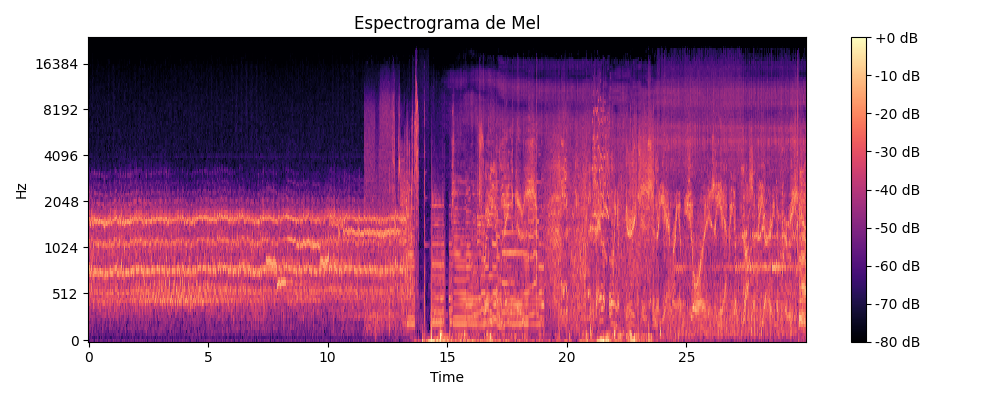 Espectrograma de Mel
Hz
16384
8192
4096
2048
1024
512
0
0 5 10 15 20 25
Time
+0 dB
-10 dB
-20 dB
-30 dB
-40 dB
-50 dB
-60 dB
-70 dB
-80 dB